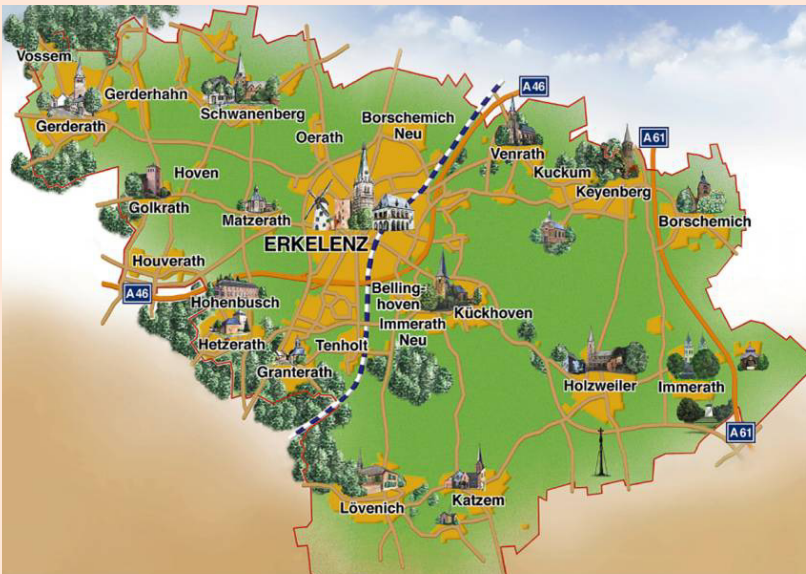 Vossem
Gerderhahn
Gerderath
Schwanenberg
Oerath
Borschemich
Neu
A46
Venrath
A61
Kuckum
Keyenberg
Hoven
Golkrath
Matzerath
Borschemich
ERKELENZ
Houverath
A46
Hohenbusch
Belling-
hoven
Kückhoven
Immerath
Neu
Hetzerath
Tenholt
Granterath
Holzweiler
Immerath
A61
Lövenich
Katzem